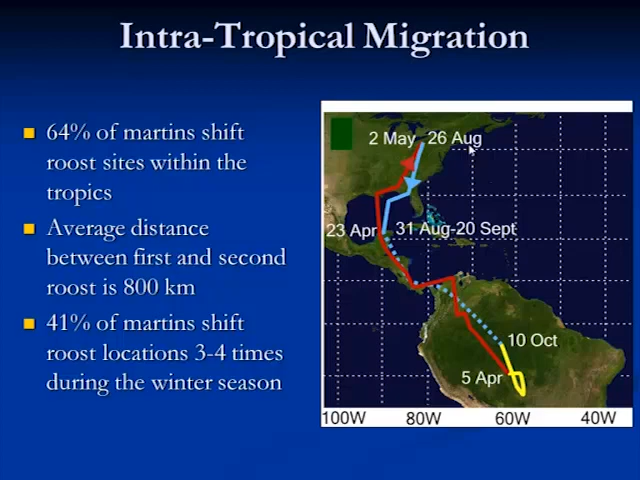 Intra-Tropical Migration
64% of martins shift
roost sites within the
tropics
Average distance
between first and second
roost is 800 km
41% of martins shift
roost locations 3-4 times
during the winter season
2 May 26 Aug
23 Apr 31 Aug-20 Sept
10 Oct
5 Apr
100W 80W 60W 40W